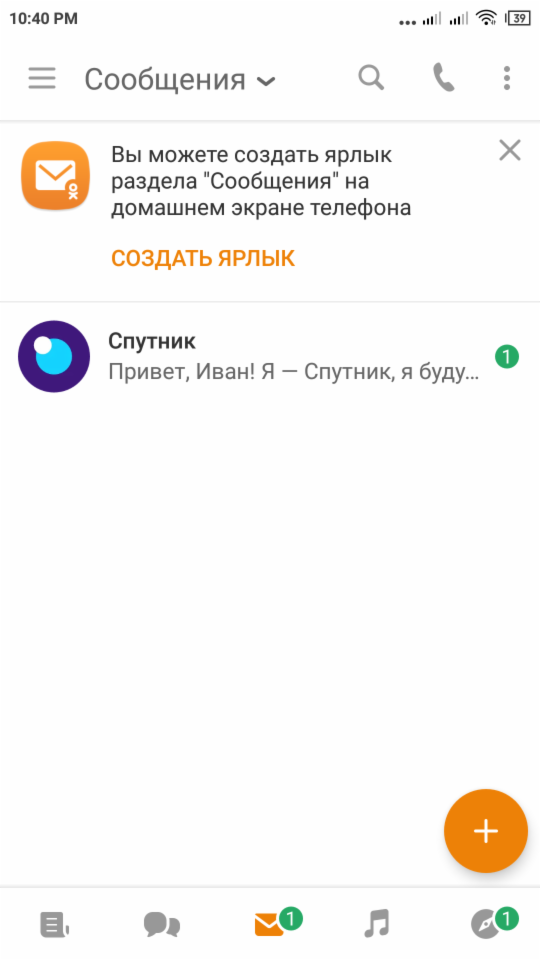 10:40 PM
39
Сообщения
Вы можете создать ярлык
раздела "Сообщения" на
домашнем экране телефона
СОЗДАТЬ ЯРЛЫК
Спутник
Привет, Иван! Я — Спутник, я буду...
1
1
1